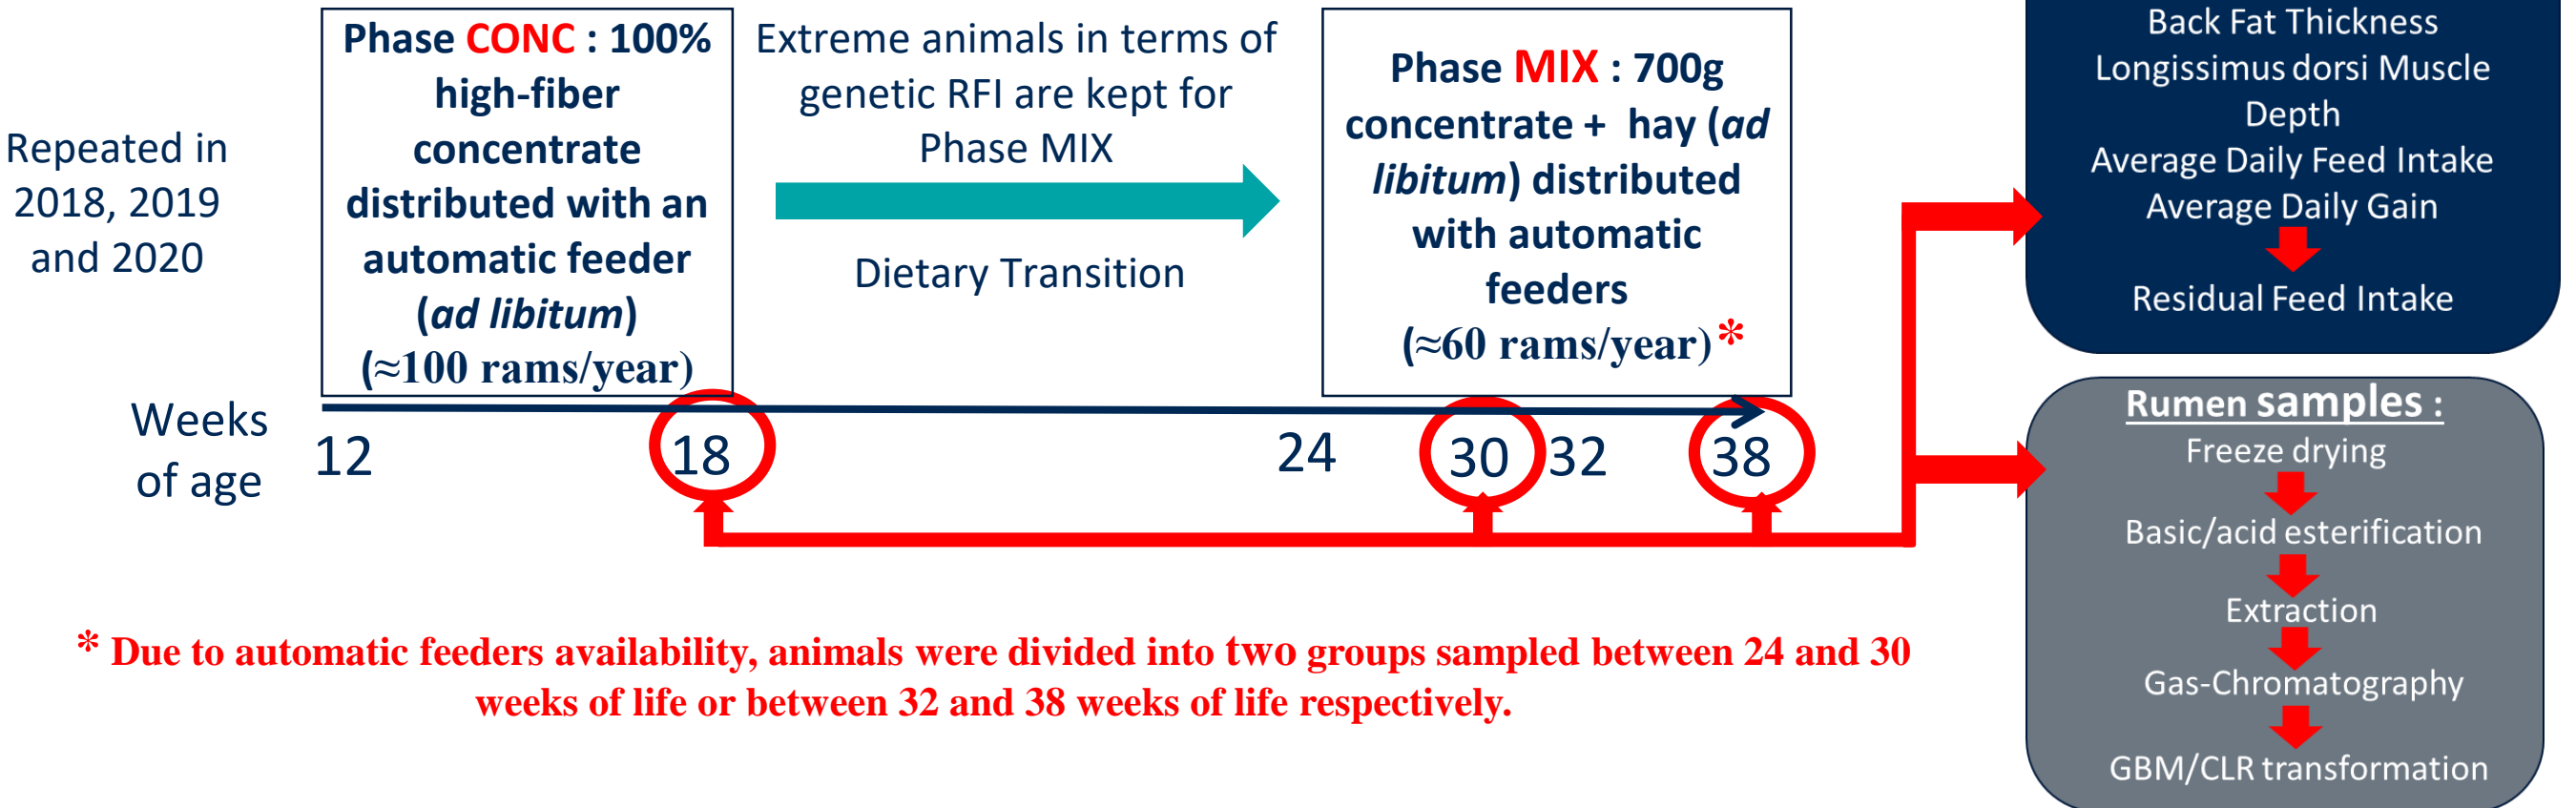 Repeated in
2018, 2019
and 2020
Phase CONC : 100%
high-fiber
concentrate
distributed with an
automatic feeder
(ad libitum)
(≈100 rams/year)
Extreme animals in terms of
genetic RFI are kept for
Phase MIX
Dietary Transition
Phase MIX : 700g
concentrate + hay (ad
libitum) distributed
with automatic
feeders
(≈60 rams/year)*
Weeks
of age
12
18
24
30
32
38
* Due to automatic feeders availability, animals were divided into two groups sampled between 24 and 30
weeks of life or between 32 and 38 weeks of life respectively.
Back Fat Thickness
Longissimus dorsi Muscle
Depth
Average Daily Feed Intake
Average Daily Gain
Residual Feed Intake
Rumen samples :
Freeze drying
Basic/acid esterification
Extraction
Gas-Chromatography
GBM/CLR transformation